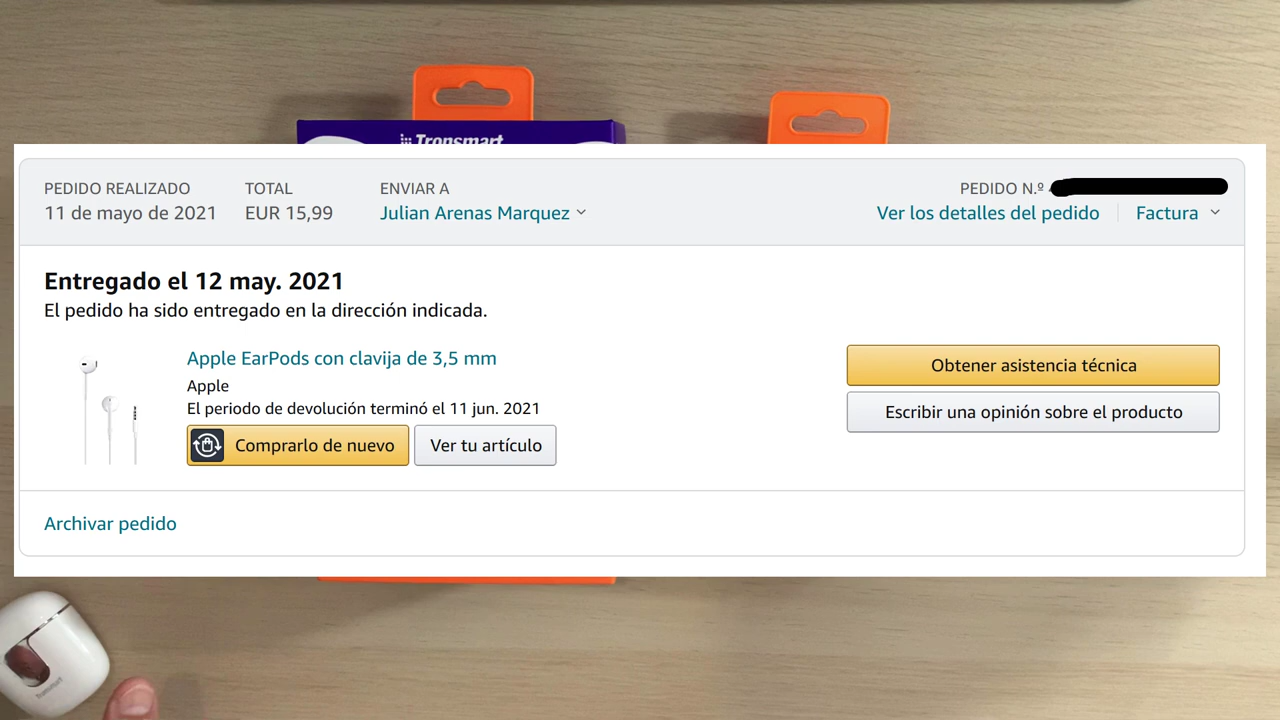 Tronsmart
PEDIDO REALIZADO
11 de mayo de 2021
TOTAL
EUR 15,99
ENVIAR A
Julian Arenas Marquez
PEDIDO N.º
Ver los detalles del pedido
Factura
Entregado el 12 may. 2021
El pedido ha sido entregado en la dirección indicada.
Apple EarPods con clavija de 3,5 mm
Apple
El periodo de devolución terminó el 11 jun. 2021
Comprarlo de nuevo
Ver tu artículo
Obtener asistencia técnica
Escribir una opinión sobre el producto
Archivar pedido
Tronsmart